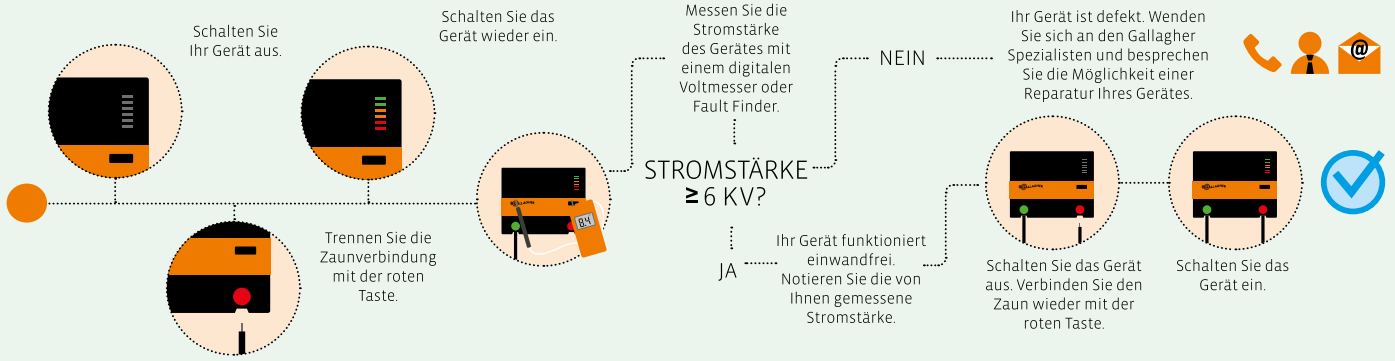 Schalten Sie
Ihr Gerät aus.
Trennen Sie die
Zaunverbindung
mit der roten
Taste.
Schalten Sie das
Gerät wieder ein.
8.4
Messen Sie die
Stromstärke
des Gerätes mit
einem digitalen
Voltmesser oder
Fault Finder.
STROMSTÄRKE
≥ 6 KV?
NEIN
Ihr Gerät ist defekt. Wenden
Sie sich an den Gallagher
Spezialisten und besprechen
Sie die Möglichkeit einer
Reparatur Ihres Gerätes.
@
JA
Ihr Gerät funktioniert
einwandfrei.
Notieren Sie die von
Ihnen gemessene
Stromstärke.
GALLAGHER
Schalten Sie das Gerät
aus. Verbinden Sie den
Zaun wieder mit der
roten Taste.
GALLAGHER
Schalten Sie das
Gerät ein.